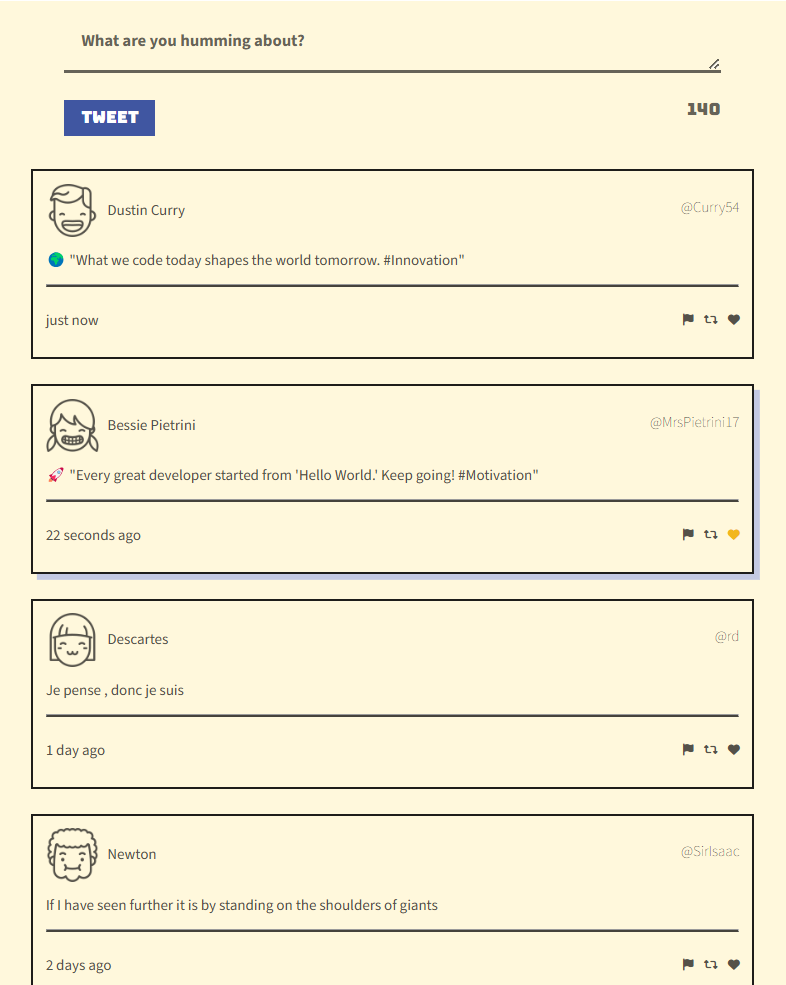 What are you humming about?
TWEET
140
Dustin Curry
@Curry54
🌍 "What we code today shapes the world tomorrow. #Innovation"
just now
Bessie Pietrini
@MrsPietrini17
🚀 "Every great developer started from 'Hello World.' Keep going! #Motivation"
22 seconds ago
Descartes
@rd
Je pense , donc je suis
1 day ago
Newton
@SirIsaac
If I have seen further it is by standing on the shoulders of giants
2 days ago